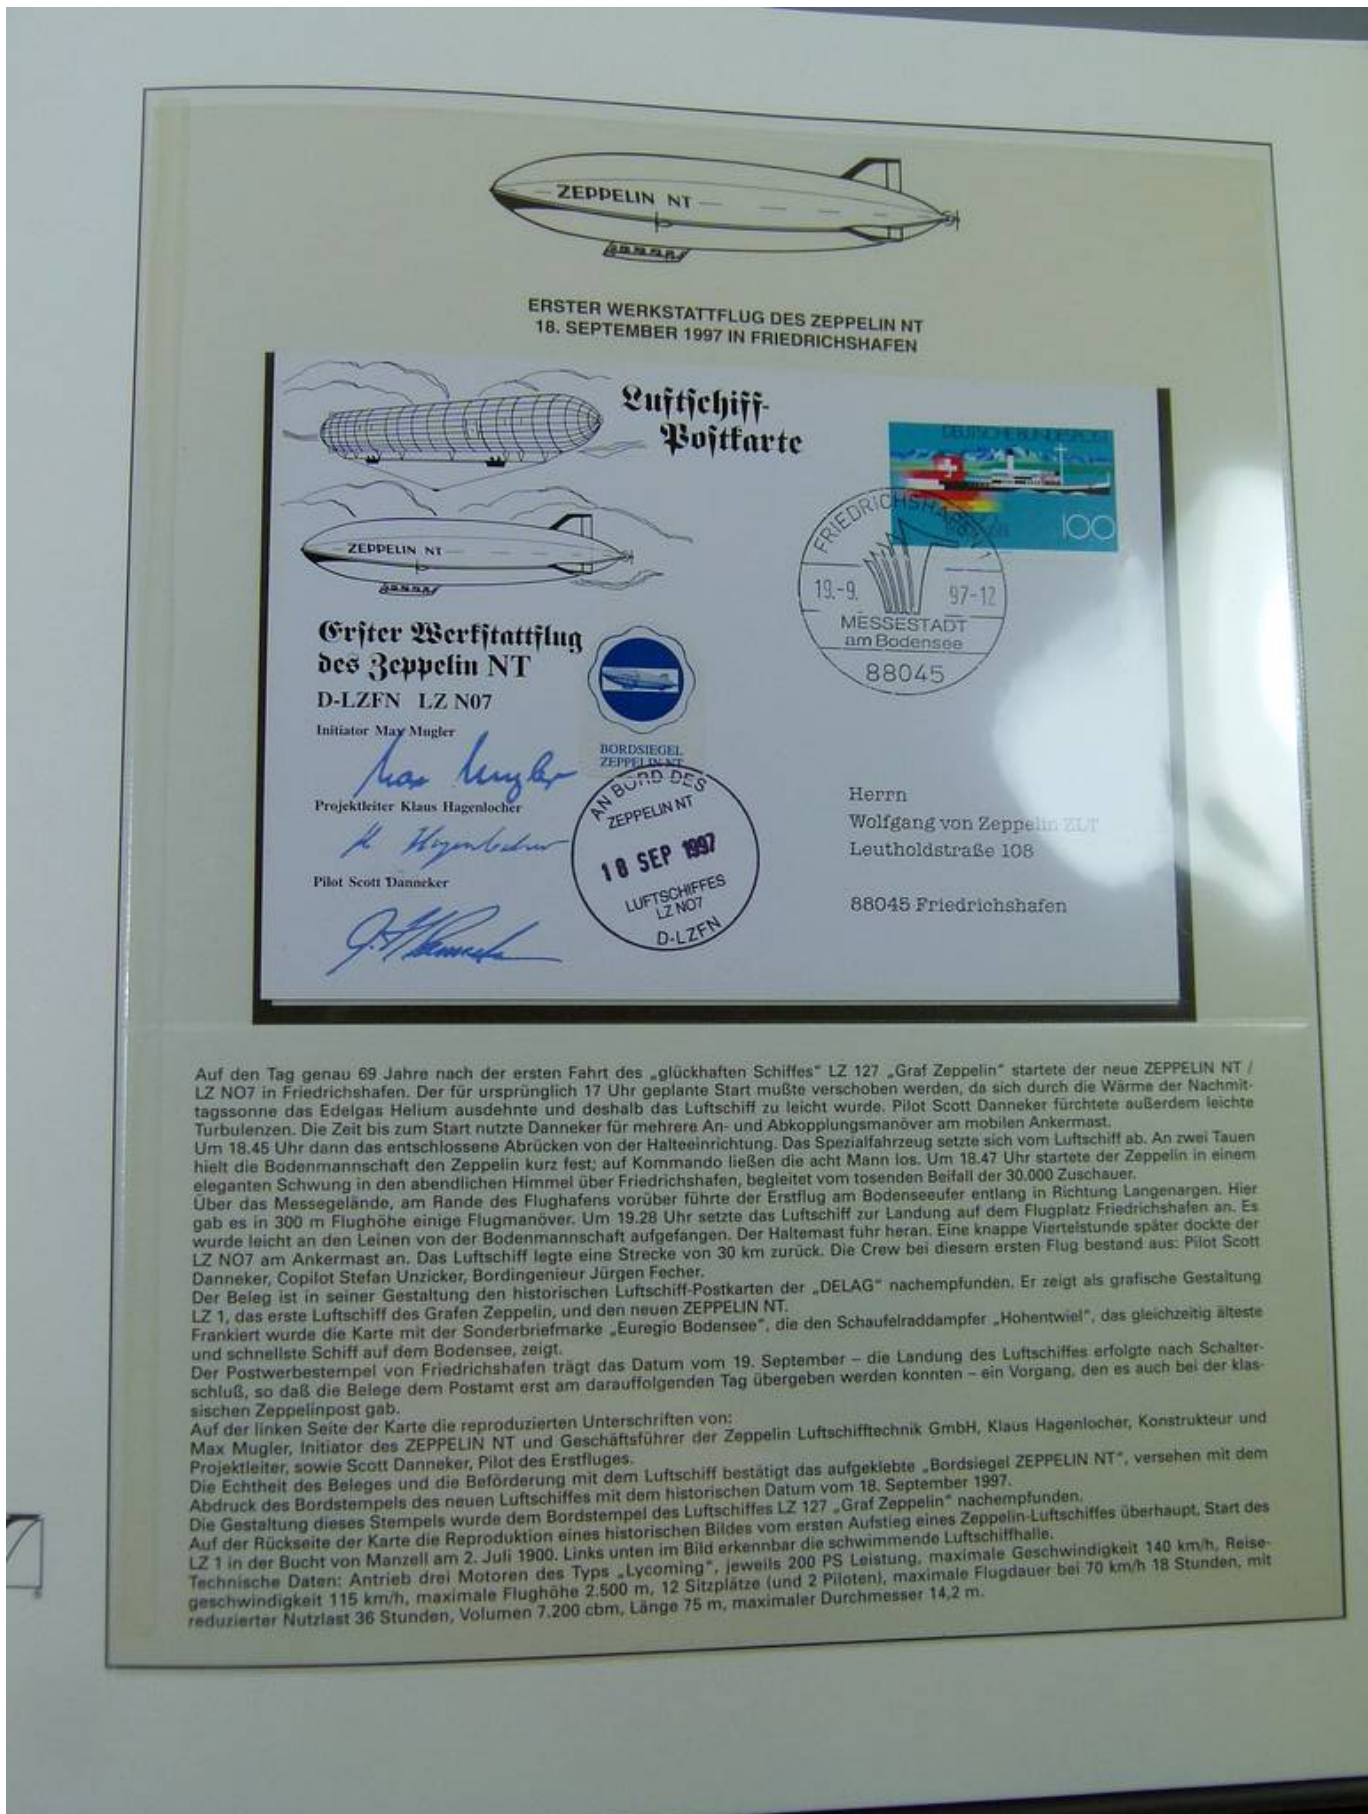 ZEPPELIN NT
ERSTER WERKSTATTFLUG DES ZEPPELIN NT
18. SEPTEMBER 1997 IN FRIEDRICHSHAFEN
Luftschiff-
Postkarte
DEUTSCHE BUNDESPOST
100
ZEPPELIN NT
FRIEDRICHSHAFEN 1
19.-9. 97-12
MESSESTADT
am Bodensee
88045
Erster Werkstattflug
des Zeppelin NT
D-LZFN LZ N07
Initiator Max Mugler
Max Mugler
BORDSIEGEL
ZEPPELIN NT
Projektleiter Klaus Hagenlocher
K Hagenlocher
Pilot Scott Danneker
AN BORD DES
ZEPPELIN NT
18 SEP 1997
LUFTSCHIFFES
LZ NO7
D-LZFN
Herrn
Wolfgang von Zeppelin ZLT
Leutholdstraße 108
88045 Friedrichshafen
Auf den Tag genau 69 Jahre nach der ersten Fahrt des „glückhaften Schiffes“ LZ 127 „Graf Zeppelin“ startete der neue ZEPPELIN NT /
LZ NO7 in Friedrichshafen. Der für ursprünglich 17 Uhr geplante Start mußte verschoben werden, da sich durch die Wärme der Nachmit-
tagssonne das Edelgas Helium ausdehnte und deshalb das Luftschiff zu leicht wurde. Pilot Scott Danneker fürchtete außerdem leichte
Turbulenzen. Die Zeit bis zum Start nutzte Danneker für mehrere An- und Abkopplungsmanöver am mobilen Ankermast.
Um 18.45 Uhr dann das entschlossene Abrücken von der Halteeinrichtung. Das Spezialfahrzeug setzte sich vom Luftschiff ab. An zwei Tauen
hielt die Bodenmannschaft den Zeppelin kurz fest; auf Kommando ließen die acht Mann los. Um 18.47 Uhr startete der Zeppelin in einem
eleganten Schwung in den abendlichen Himmel über Friedrichshafen, begleitet vom tosenden Beifall der 30.000 Zuschauer.
Über das Messegelände, am Rande des Flughafens vorüber führte der Erstflug am Bodenseeufer entlang in Richtung Langenargen. Hier
gab es in 300 m Flughöhe einige Flugmanöver. Um 19.28 Uhr setzte das Luftschiff zur Landung auf dem Flugplatz Friedrichshafen an. Es
wurde leicht an den Leinen von der Bodenmannschaft aufgefangen. Der Haltemast fuhr heran. Eine knappe Viertelstunde später dockte der
LZ NO7 am Ankermast an. Das Luftschiff legte eine Strecke von 30 km zurück. Die Crew bei diesem ersten Flug bestand aus: Pilot Scott
Danneker, Copilot Stefan Unzicker, Bordingenieur Jürgen Fecher.
Der Beleg ist in seiner Gestaltung den historischen Luftschiff-Postkarten der „DELAG“ nachempfunden. Er zeigt als grafische Gestaltung
LZ 1, das erste Luftschiff des Grafen Zeppelin, und den neuen ZEPPELIN NT.
Frankiert wurde die Karte mit der Sonderbriefmarke „Euregio Bodensee“, die den Schaufelraddampfer „Hohentwiel“, das gleichzeitig älteste
und schnellste Schiff auf dem Bodensee, zeigt.
Der Postwerbestempel von Friedrichshafen trägt das Datum vom 19. September – die Landung des Luftschiffes erfolgte nach Schalter-
schluß, so daß die Belege dem Postamt erst am darauffolgenden Tag übergeben werden konnten – ein Vorgang, den es auch bei der klas-
sischen Zeppelinpost gab.
Auf der linken Seite der Karte die reproduzierten Unterschriften von:
Max Mugler, Initiator des ZEPPELIN NT und Geschäftsführer der Zeppelin Luftschifftechnik GmbH, Klaus Hagenlocher, Konstrukteur und
Projektleiter, sowie Scott Danneker, Pilot des Erstfluges.
Die Echtheit des Beleges und die Beförderung mit dem Luftschiff bestätigt das aufgeklebte „Bordsiegel ZEPPELIN NT“, versehen mit dem
Abdruck des Bordstempels des neuen Luftschiffes mit dem historischen Datum vom 18. September 1997.
Die Gestaltung dieses Stempels wurde dem Bordstempel des Luftschiffes LZ 127 „Graf Zeppelin“ nachempfunden.
Auf der Rückseite der Karte die Reproduktion eines historischen Bildes vom ersten Aufstieg eines Zeppelin-Luftschiffes überhaupt, Start des
LZ 1 in der Bucht von Manzell am 2. Juli 1900. Links unten im Bild erkennbar die schwimmende Luftschiffhalle.
Technische Daten: Antrieb drei Motoren des Typs „Lycoming“, jeweils 200 PS Leistung, maximale Geschwindigkeit 140 km/h, Reise-
geschwindigkeit 115 km/h, maximale Flughöhe 2.500 m, 12 Sitzplätze (und 2 Piloten), maximale Flugdauer bei 70 km/h 18 Stunden, mit
reduzierter Nutzlast 36 Stunden, Volumen 7.200 cbm, Länge 75 m, maximaler Durchmesser 14,2 m.